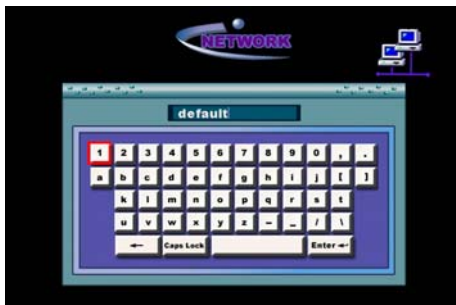 NETWORK
default
1 2 3 4 5 6 7 8 9 0 , .
a b c d e f g h i j [ ]
k l m n o p q r s t
u v w x y z - _ / \
← Caps Lock Enter ↵